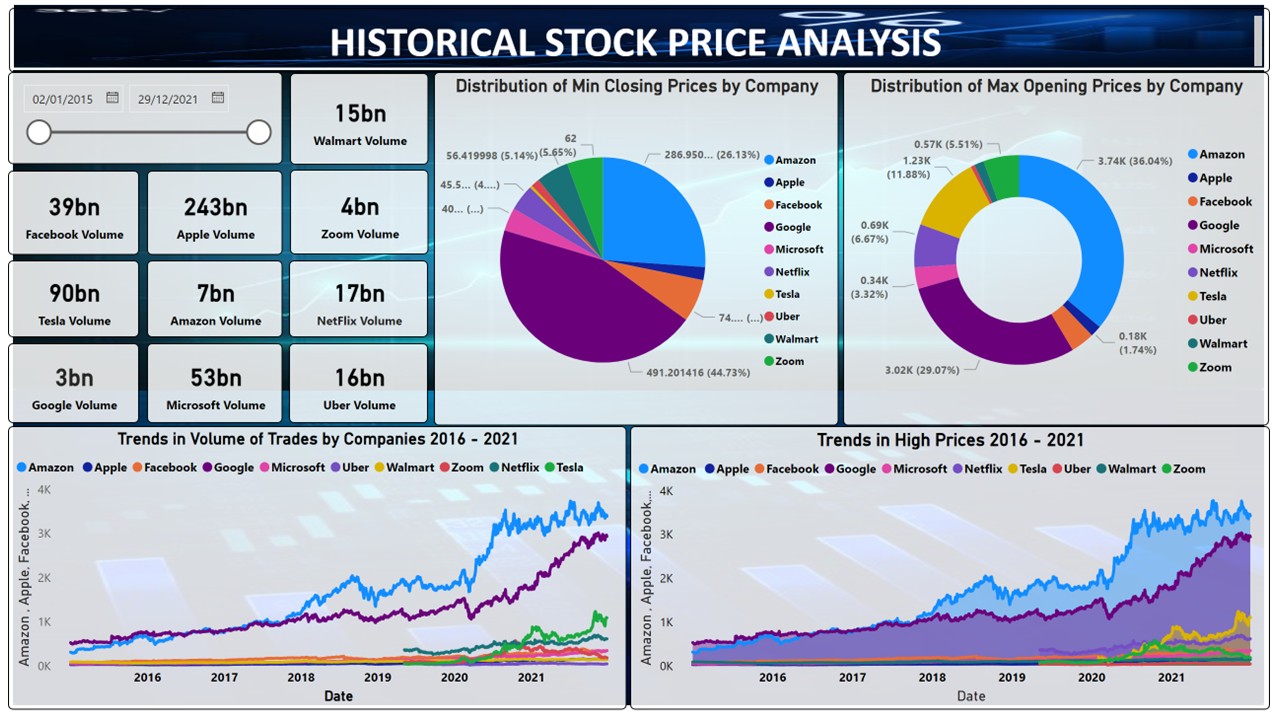 HISTORICAL STOCK PRICE ANALYSIS
02/01/2015
29/12/2021
15bn
Walmart Volume
39bn
Facebook Volume
243bn
Apple Volume
4bn
Zoom Volume
90bn
Tesla Volume
7bn
Amazon Volume
17bn
NetFlix Volume
3bn
Google Volume
53bn
Microsoft Volume
16bn
Uber Volume
Distribution of Min Closing Prices by Company
62
(5.65%)
56.419998 (5.14%)
45.5... (4....)
40... (...)
286.950... (26.13%)
74.... (...)
491.201416 (44.73%)
Amazon
Apple
Facebook
Google
Microsoft
Netflix
Tesla
Uber
Walmart
Zoom
Distribution of Max Opening Prices by Company
0.57K (5.51%)
1.23K
(11.88%)
0.69K
(6.67%)
0.34K
(3.32%)
3.02K (29.07%)
3.74K (36.04%)
0.18K
(1.74%)
Amazon
Apple
Facebook
Google
Microsoft
Netflix
Tesla
Uber
Walmart
Zoom
Trends in Volume of Trades by Companies 2016 - 2021
Amazon Apple Facebook Google Microsoft Uber Walmart Zoom Netflix Tesla
Amazon , Apple, Facebook, ...
4K
3K
2K
1K
0K
2016 2017 2018 2019 2020 2021
Date
Trends in High Prices 2016 - 2021
Amazon Apple Facebook Google Microsoft Netflix Tesla Uber Walmart Zoom
Amazon , Apple, Facebook,...
4K
3K
2K
1K
0K
2016 2017 2018 2019 2020 2021
Date